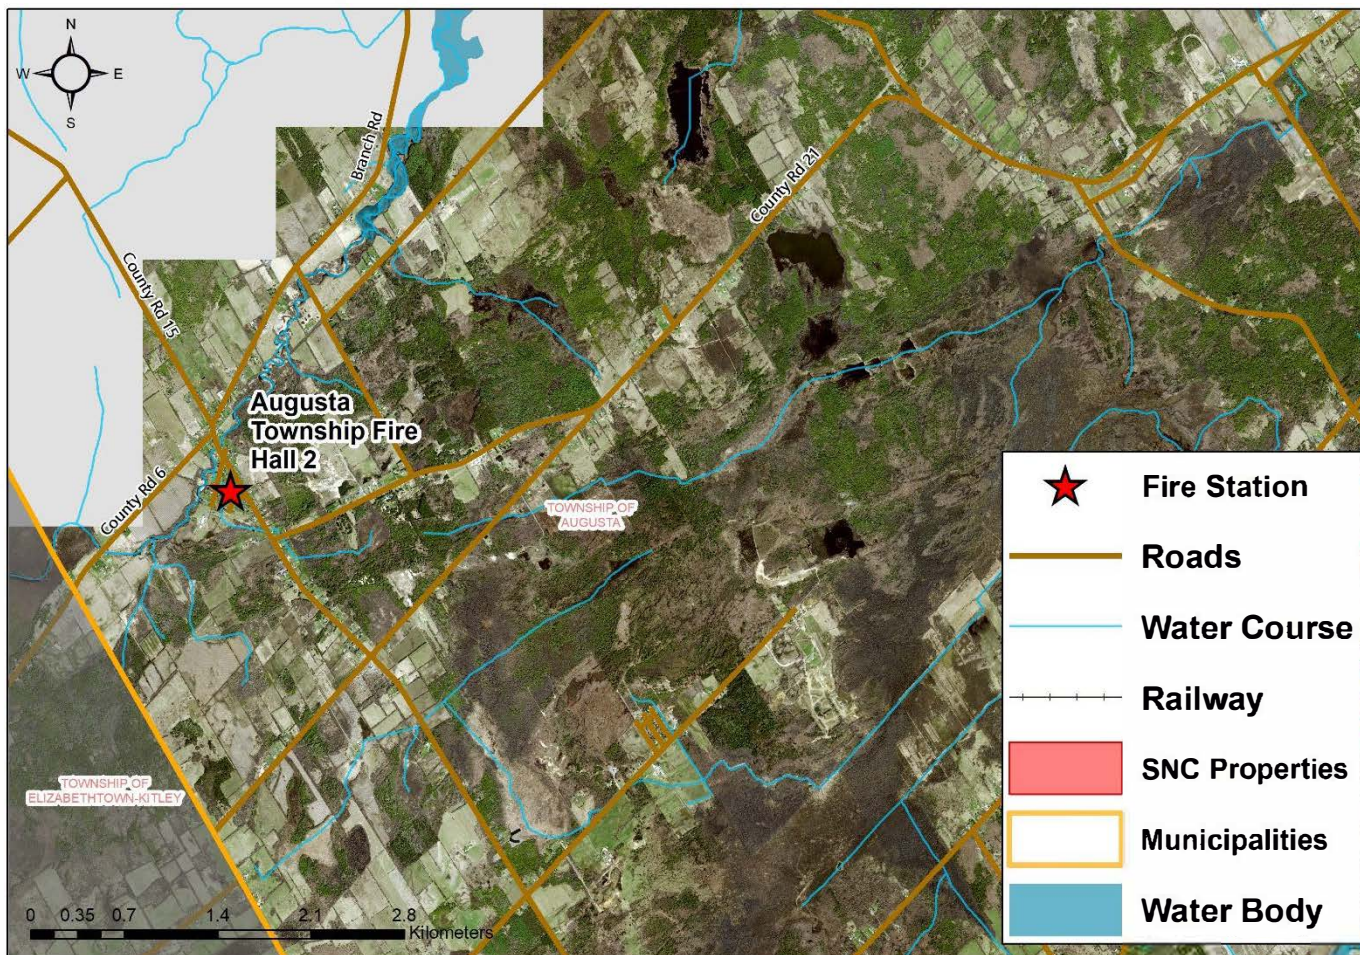 N
W E
S
Branch Rd
County Rd 21
County Rd 15
Augusta
Township Fire
Hall 2
County Rd 6
TOWNSHIP OF
AUGUSTA
TOWNSHIP OF
ELIZABETHTOWN-KITLEY
Fire Station
Roads
Water Course
Railway
SNC Properties
Municipalities
Water Body
0 0.35 0.7 1.4 2.1 2.8
Kilometers